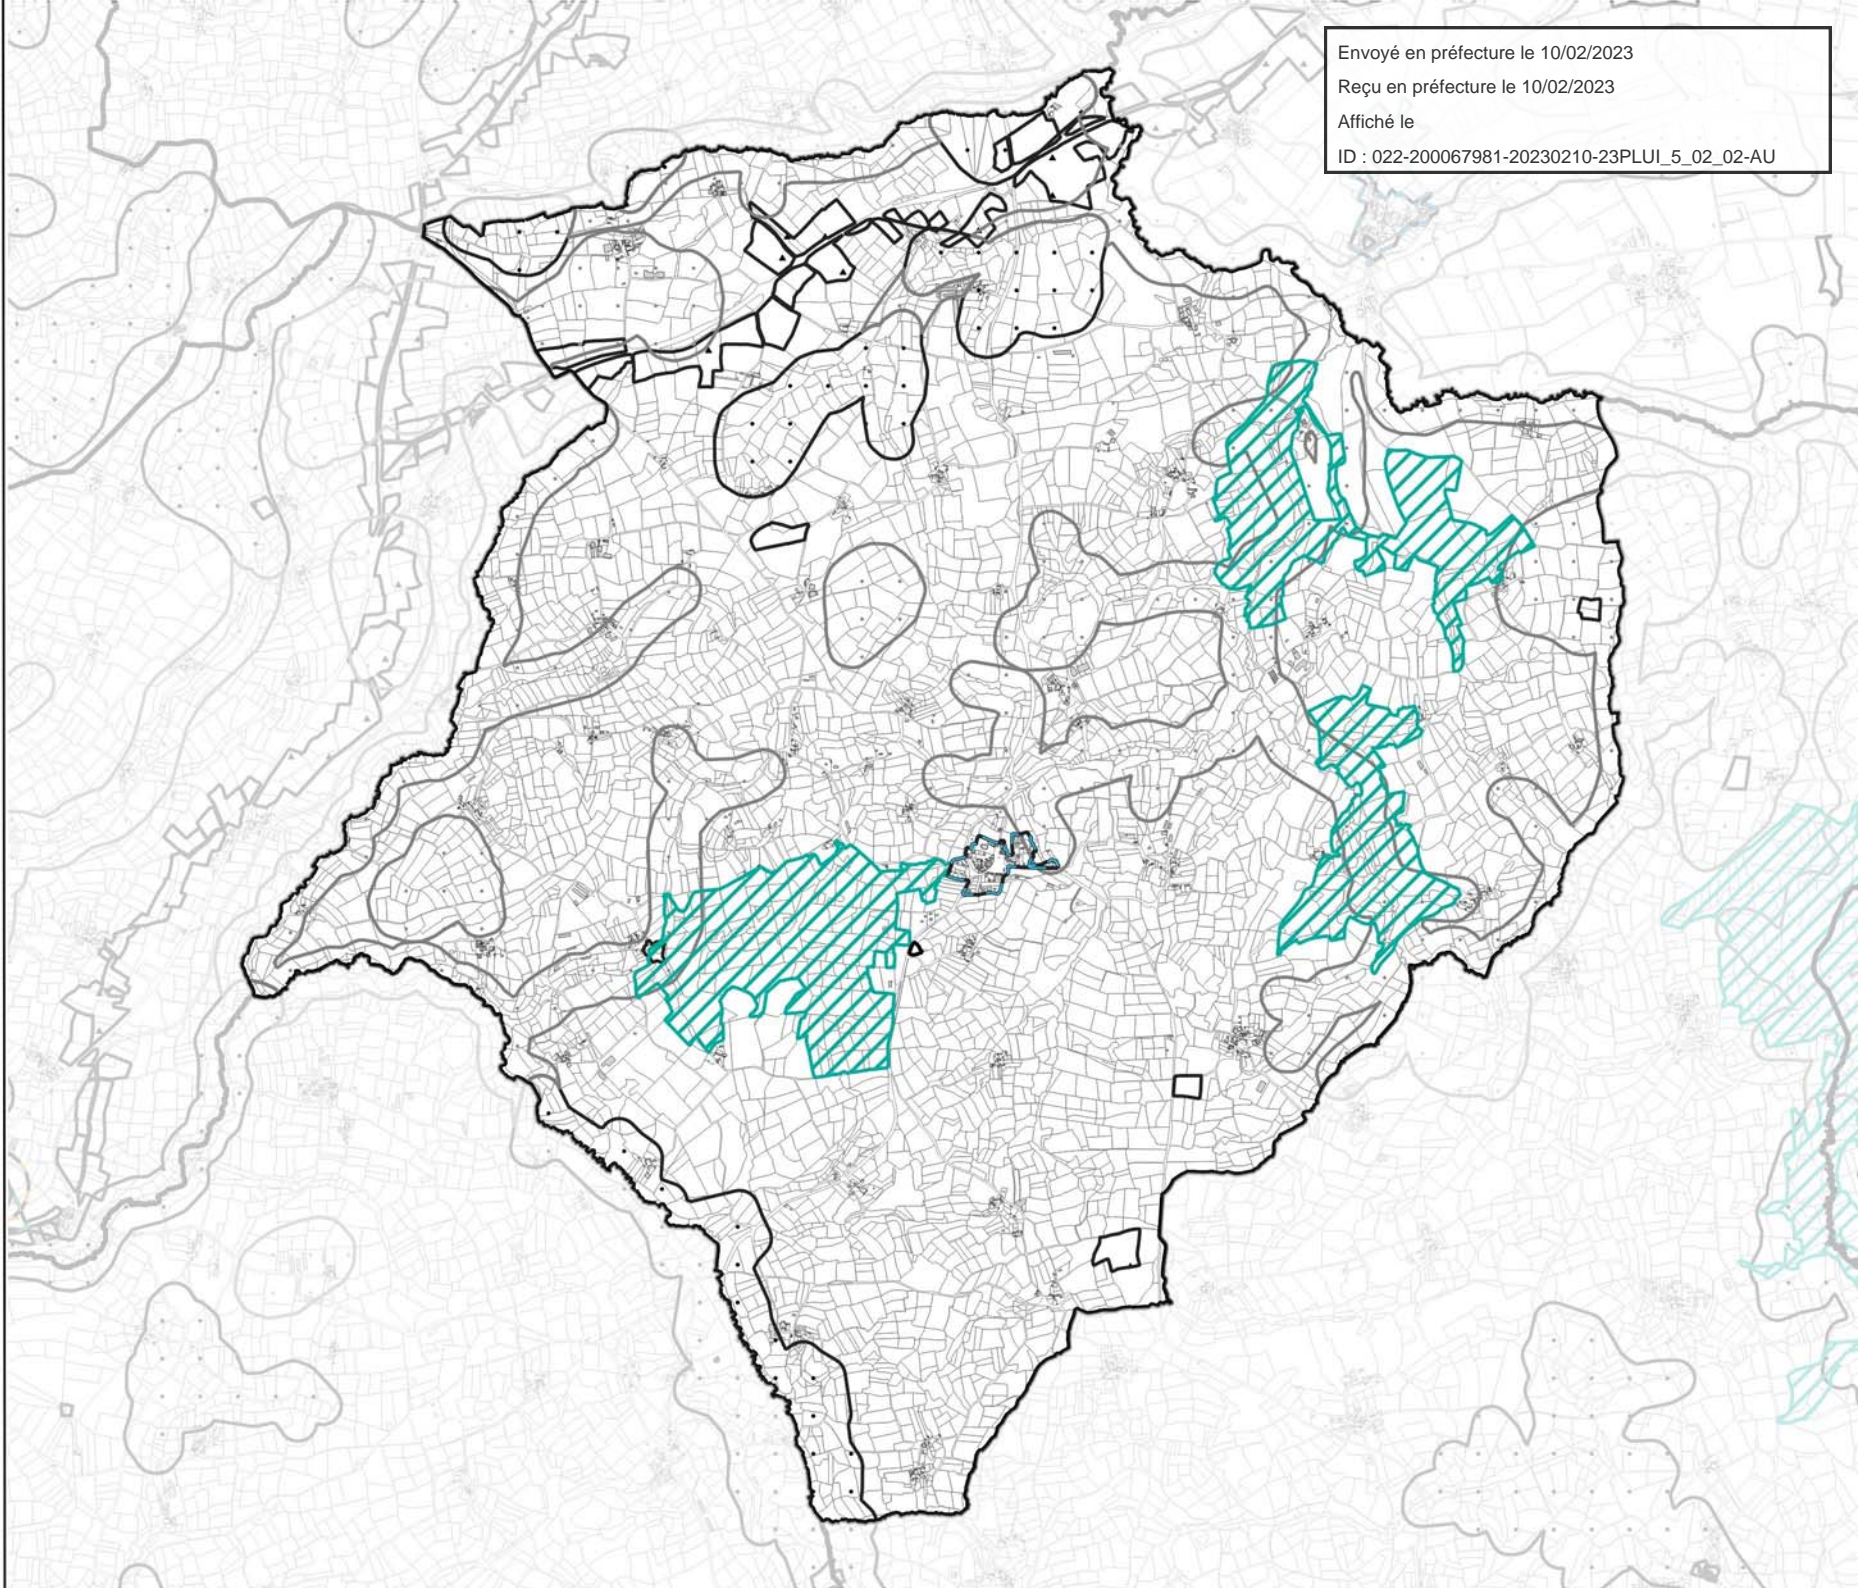 Envoyé en préfecture le 10/02/2023
Reçu en préfecture le 10/02/2023
Affiché le
ID : 022-200067981-20230210-23PLUI_5_02_02-AU